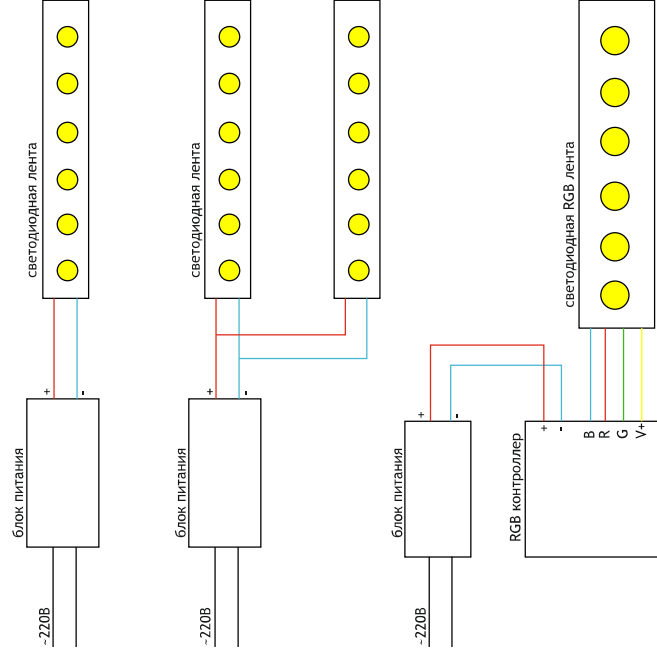 светодиодная лента
+
-
блок питания
~220В
светодиодная лента
+
-
блок питания
~220В
+
-
блок питания
~220В
светодиодная RGB лента
+
-
B
R
G
V+
RGB контроллер